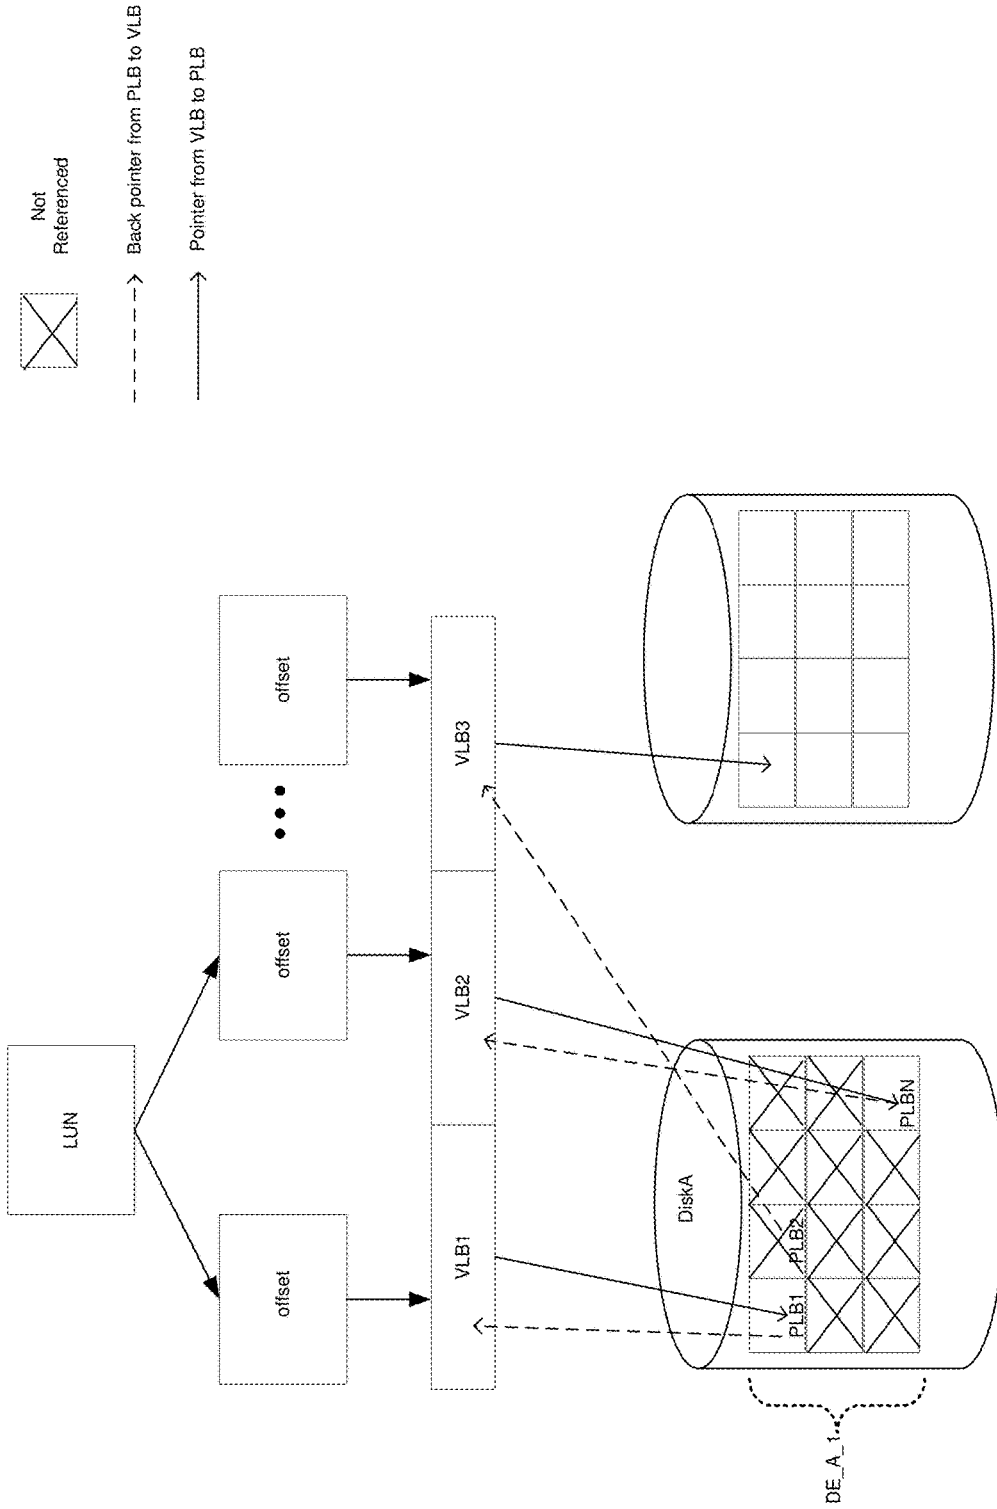 LUN
offset
offset
offset
VLB1
VLB2
VLB3
DiskA
PLB1
PLB2
PLBN
DE_A_1
Not
Referenced
Back pointer from PLB to VLB
Pointer from VLB to PLB